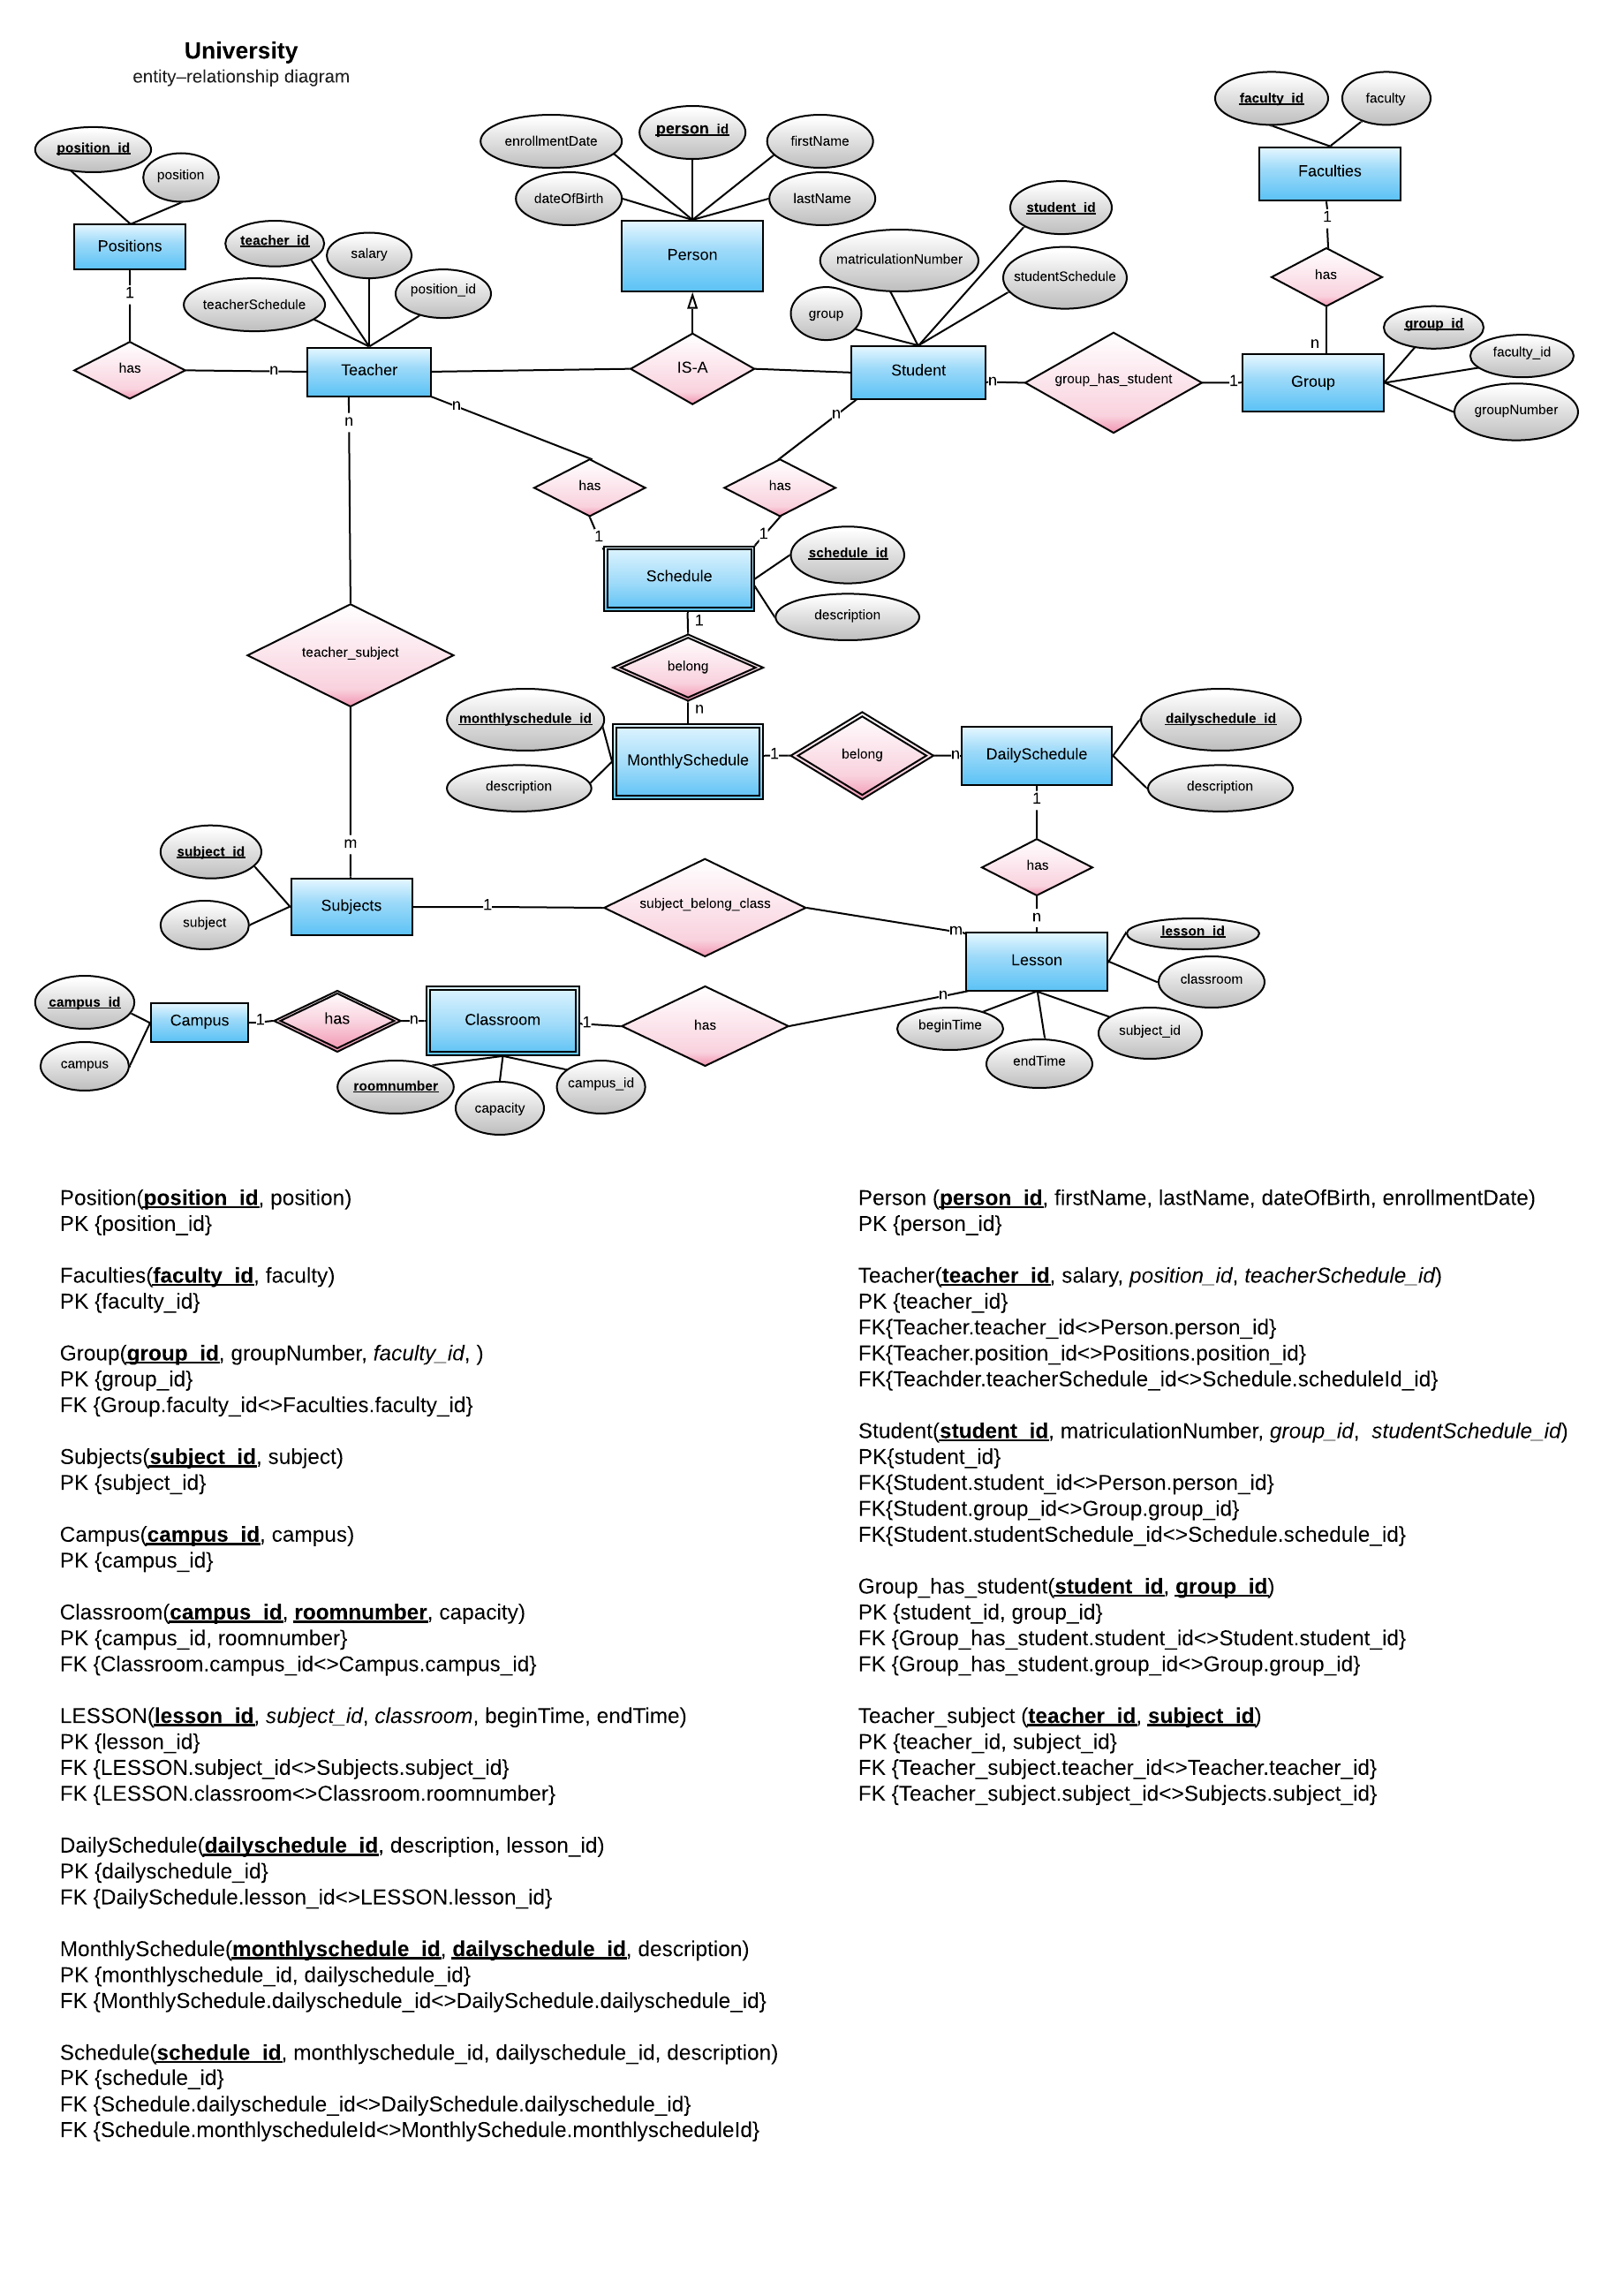 University
entity–relationship diagram
faculty_id
faculty
Faculties
1
has
n
position_id
position
Positions
1
has
n
enrollmentDate
person_id
firstName
dateOfBirth
lastName
Person
teacher_id
salary
teacherSchedule
position_id
Teacher
IS-A
student_id
matriculationNumber
studentSchedule
group
Student
n
group_has_student
1
group_id
faculty_id
groupNumber
Group
n
n
n
has
has
1
1
schedule_id
Schedule
description
1
teacher_subject
belong
n
monthlyschedule_id
description
MonthlySchedule
1
belong
n
DailySchedule
dailyschedule_id
description
1
has
n
m
subject_id
subject
Subjects
1
subject_belong_class
m
lesson_id
Lesson
classroom
n
beginTime
endTime
subject_id
campus_id
campus
Campus
1
has
n
Classroom
1
has
roomnumber
capacity
campus_id
Position(position_id, position)
PK {position_id}
Faculties(faculty_id, faculty)
PK {faculty_id}
Group(group_id, groupNumber, faculty_id, )
PK {group_id}
FK {Group.faculty_id<>Faculties.faculty_id}
Subjects(subject_id, subject)
PK {subject_id}
Campus(campus_id, campus)
PK {campus_id}
Classroom(campus_id, roomnumber, capacity)
PK {campus_id, roomnumber}
FK {Classroom.campus_id<>Campus.campus_id}
LESSON(lesson_id, subject_id, classroom, beginTime, endTime)
PK {lesson_id}
FK {LESSON.subject_id<>Subjects.subject_id}
FK {LESSON.classroom<>Classroom.roomnumber}
DailySchedule(dailyschedule_id, description, lesson_id)
PK {dailyschedule_id}
FK {DailySchedule.lesson_id<>LESSON.lesson_id}
MonthlySchedule(monthlyschedule_id, dailyschedule_id, description)
PK {monthlyschedule_id, dailyschedule_id}
FK {MonthlySchedule.dailyschedule_id<>DailySchedule.dailyschedule_id}
Schedule(schedule_id, monthlyschedule_id, dailyschedule_id, description)
PK {schedule_id}
FK {Schedule.dailyschedule_id<>DailySchedule.dailyschedule_id}
FK {Schedule.monthlyscheduleId<>MonthlySchedule.monthlyscheduleId}
Person (person_id, firstName, lastName, dateOfBirth, enrollmentDate)
PK {person_id}
Teacher(teacher_id, salary, position_id, teacherSchedule_id)
PK {teacher_id}
FK{Teacher.teacher_id<>Person.person_id}
FK{Teacher.position_id<>Positions.position_id}
FK{Teachder.teacherSchedule_id<>Schedule.scheduleId_id}
Student(student_id, matriculationNumber, group_id, studentSchedule_id)
PK{student_id}
FK{Student.student_id<>Person.person_id}
FK{Student.group_id<>Group.group_id}
FK{Student.studentSchedule_id<>Schedule.schedule_id}
Group_has_student(student_id, group_id)
PK {student_id, group_id}
FK {Group_has_student.student_id<>Student.student_id}
FK {Group_has_student.group_id<>Group.group_id}
Teacher_subject (teacher_id, subject_id)
PK {teacher_id, subject_id}
FK {Teacher_subject.teacher_id<>Teacher.teacher_id}
FK {Teacher_subject.subject_id<>Subjects.subject_id}